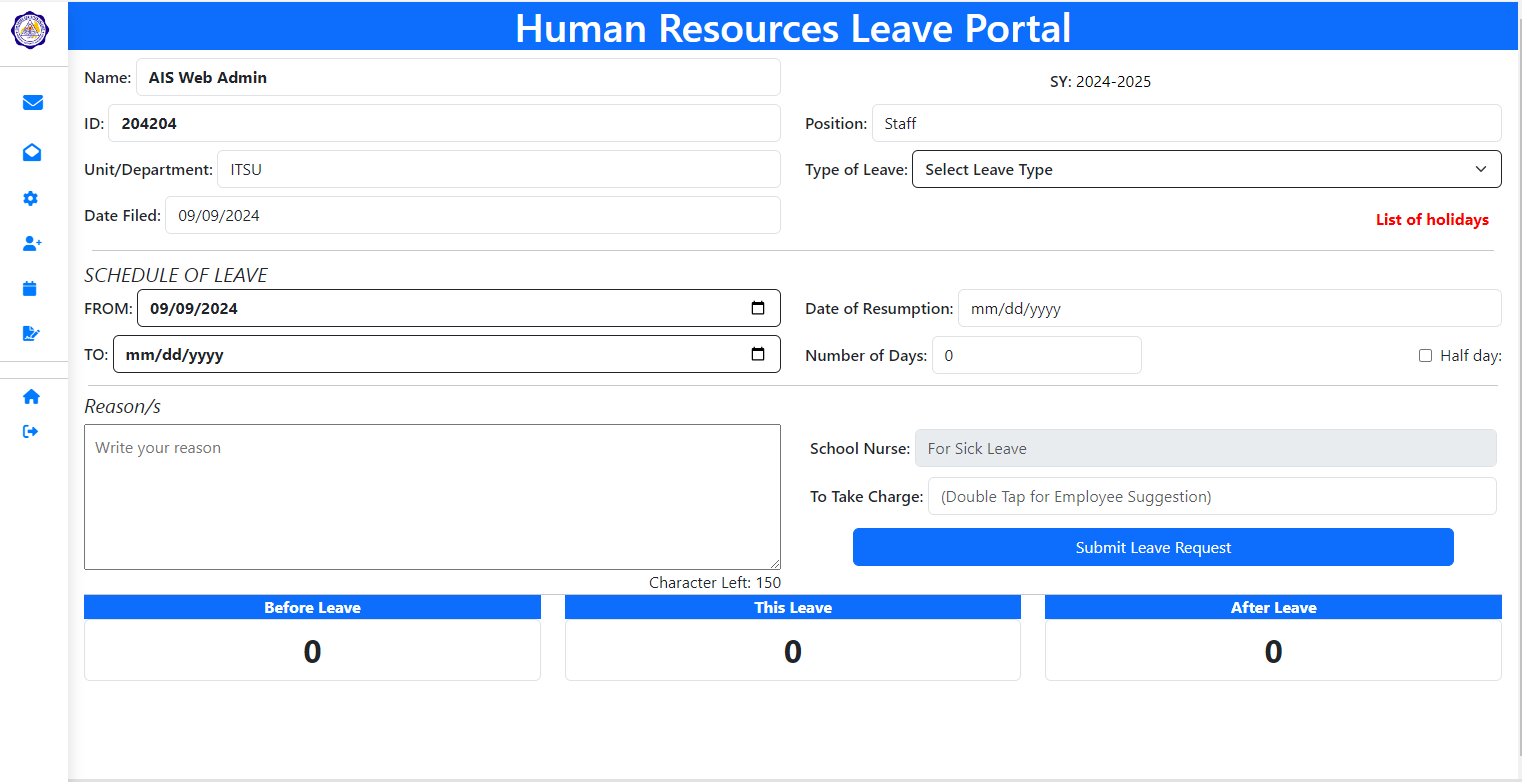 Human Resources Leave Portal
Name: AIS Web Admin
SY: 2024-2025
ID: 204204
Position: Staff
Unit/Department: ITSU
Type of Leave: Select Leave Type
Date Filed: 09/09/2024
List of holidays
SCHEDULE OF LEAVE
FROM: 09/09/2024
Date of Resumption: mm/dd/yyyy
TO: mm/dd/yyyy
Number of Days: 0
Half day:
Reason/s
Write your reason
School Nurse: For Sick Leave
To Take Charge: (Double Tap for Employee Suggestion)
Submit Leave Request
Character Left: 150
Before Leave
0
This Leave
0
After Leave
0